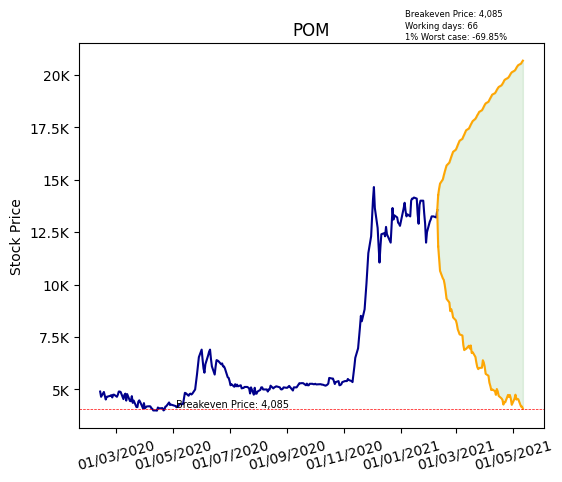 Breakeven Price: 4,085
Working days: 66
1% Worst case: -69.85%
POM
20K
17.5K
15K
12.5K
10K
7.5K
5K
Stock Price
Breakeven Price: 4,085
01/03/2020
01/05/2020
01/07/2020
01/09/2020
01/11/2020
01/01/2021
01/03/2021
01/05/2021